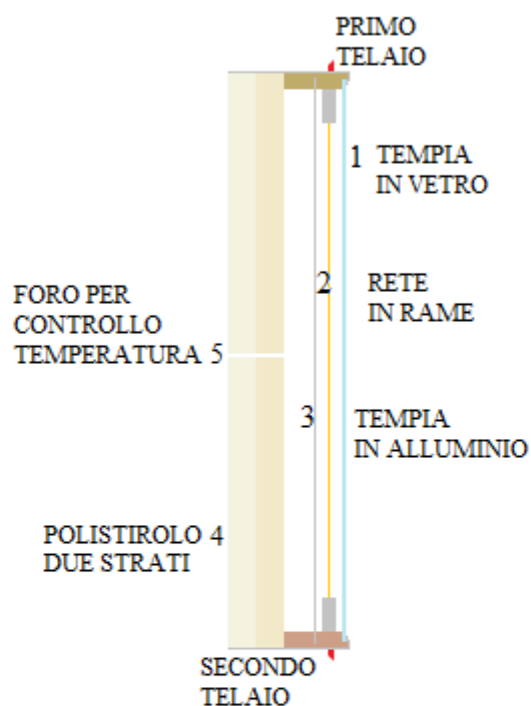 PRIMO
TELAIO
1 TEMPIA
IN VETRO
2 RETE
IN RAME
FORO PER
CONTROLLO
TEMPERATURA 5
3 TEMPIA
IN ALLUMINIO
POLISTIROLO 4
DUE STRATI
SECONDO
TELAIO